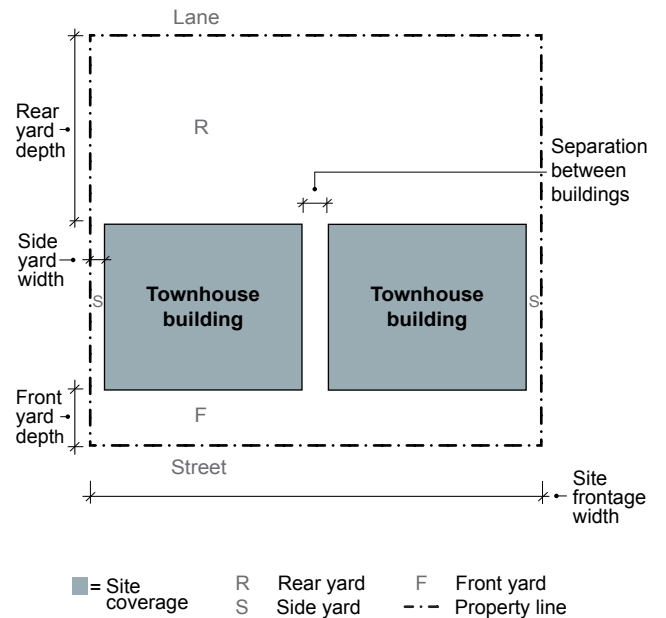 Lane
Rear
yard
depth
R
Separation
between
buildings
Side
yard
width
S
Townhouse
building
Townhouse
building
S
Front
yard
depth
F
Street
Site
frontage
width
= Site
coverage
R Rear yard
S Side yard
F Front yard
Property line